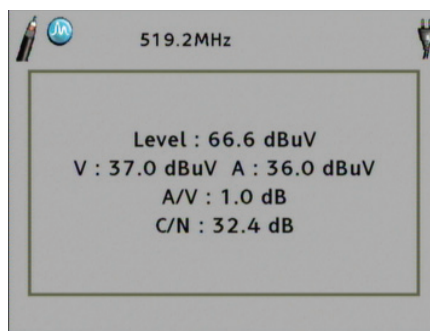 519.2MHz
Level : 66.6 dBuV
V : 37.0 dBuV A : 36.0 dBuV
A/V : 1.0 dB
C/N : 32.4 dB